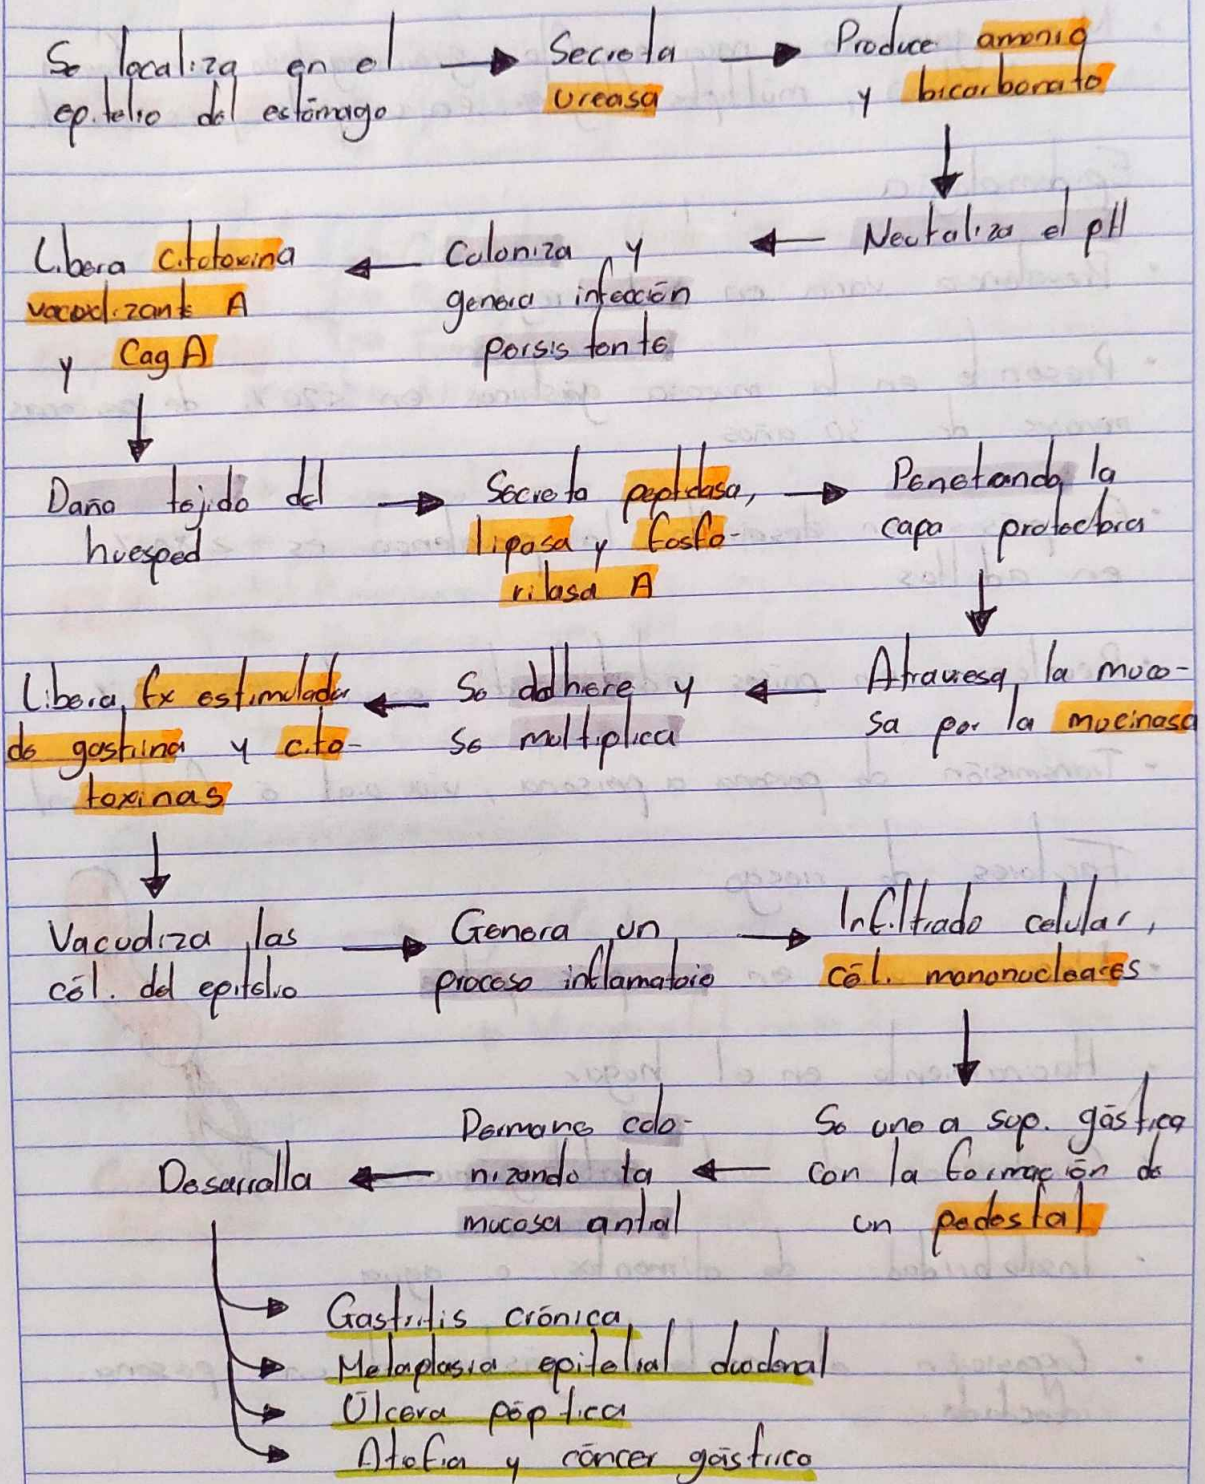 Se localiza en el
epitelio del estómago
Secreta
ureasa
Produce amonio
y bicarbonato
Neutraliza el pH
Coloniza y
genera infección
persistente
Libera citotoxina
vacuolizante A
y Cag A
Daña tejido del
huesped
Secreta peptidasa,
lipasa y fosfo-
rilasa A
Penetrando la
capa protectora
Atraviesa la muco-
sa por la mucinasa
Se adhiere y
se multiplica
Libera fx estimulador
de gastrina y cito-
toxinas
Vacuoliza las
cél. del epitelio
Genera un
proceso inflamatorio
Infiltrado celular,
cél. mononucleares
Se une a sup. gástrica
con la formación de
un pedestal
Permane colo-
nizando la
mucosa antral
Desarrolla
Gastritis crónica
Metaplasia epitelial duodenal
Úlcera péptica
Atrofia y cáncer gástrico